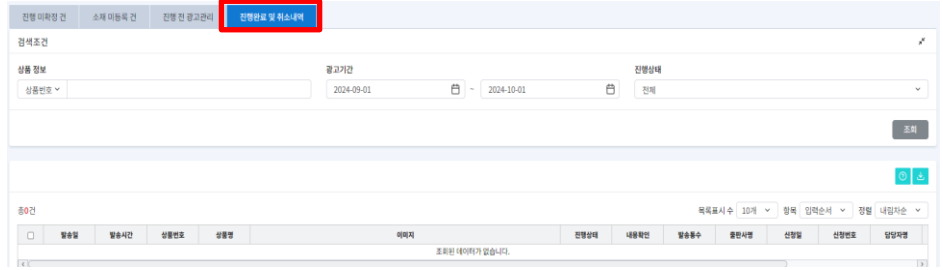 진행 미확정 건 소재 미등록 건 진행 전 광고관리 진행완료 및 취소내역
검색조건
상품 정보 광고기간 진행상태
상품번호 2024-09-01 ~ 2024-10-01 전체
조회
총0건 목록표시 수 10개 항목 입력순서 정렬 내림차순
발송일 발송시간 상품번호 상품명 이미지 진행상태 내용확인 발송통수 출판사명 신청일 신청번호 담당자명
조회된 데이터가 없습니다.